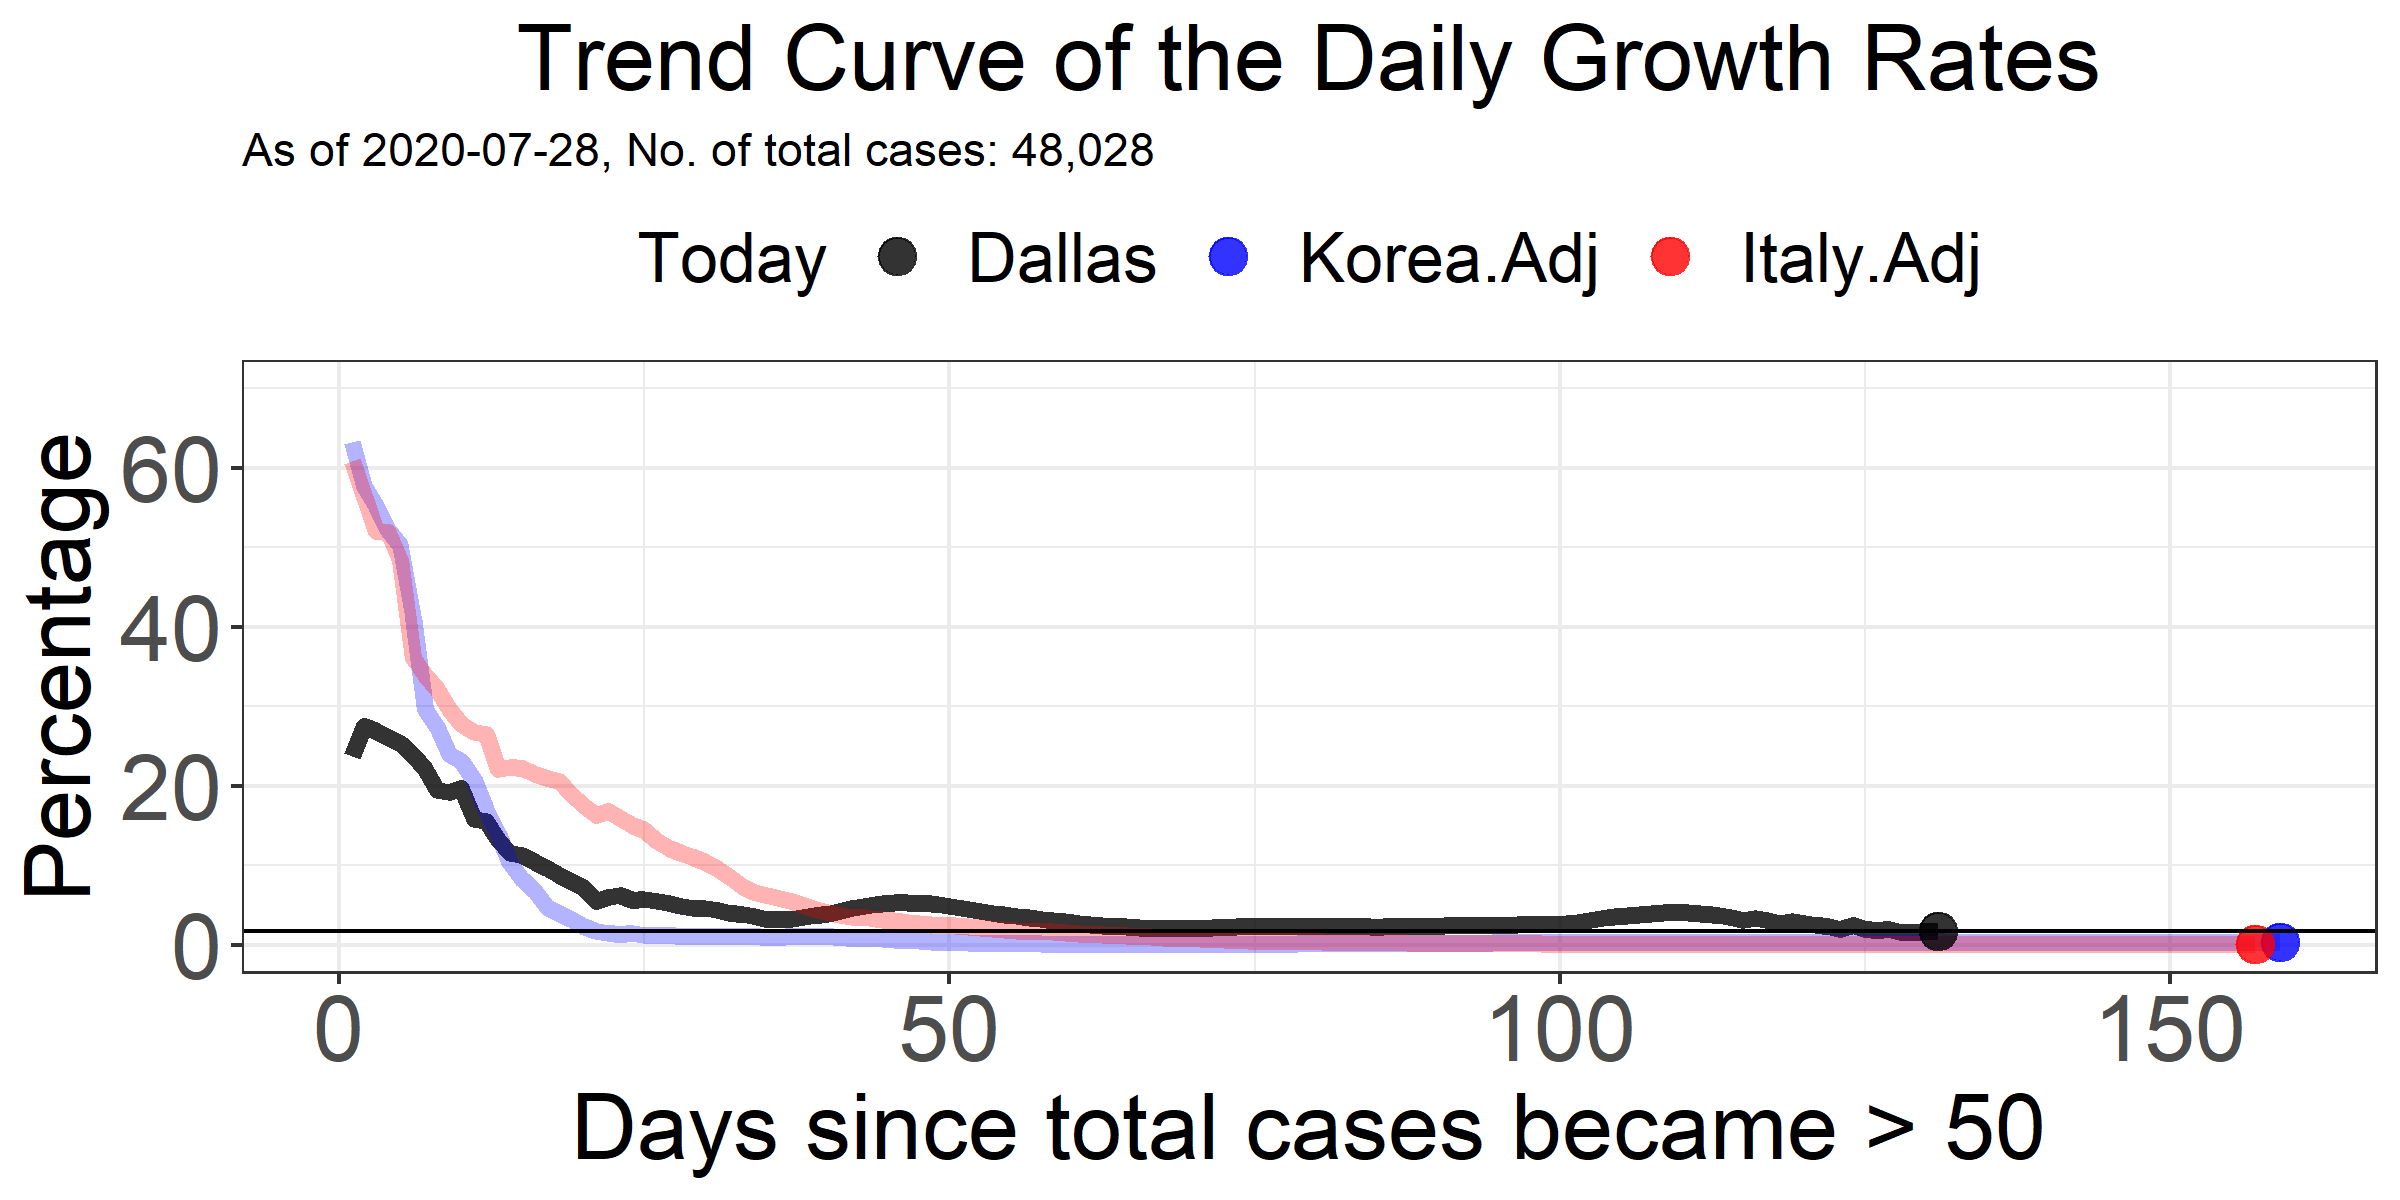 Trend Curve of the Daily Growth Rates
As of 2020-07-28, No. of total cases: 48,028
Today Dallas Korea.Adj Italy.Adj
Percentage
60
40
20
0
0 50 100 150
Days since total cases became > 50